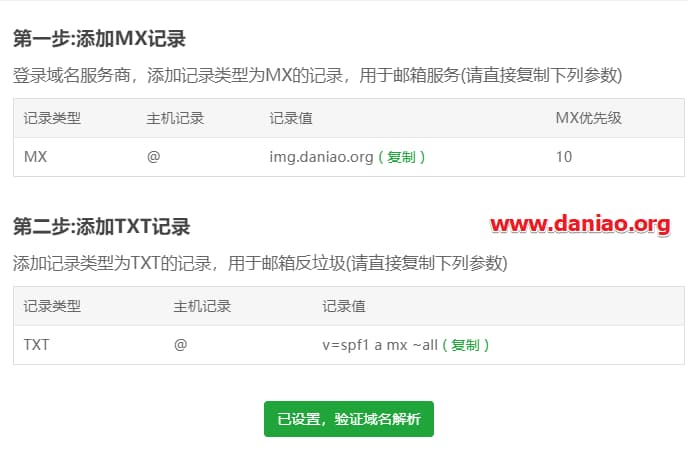 第一步:添加MX记录
登录域名服务商，添加记录类型为MX的记录，用于邮箱服务(请直接复制下列参数)
记录类型 主机记录 记录值 MX优先级
MX @ img.daniao.org ( 复制 ) 10
第二步:添加TXT记录
www.daniao.org
添加记录类型为TXT的记录，用于邮箱反垃圾(请直接复制下列参数)
记录类型 主机记录 记录值
TXT @ v=spf1 a mx ~all ( 复制 )
已设置，验证域名解析